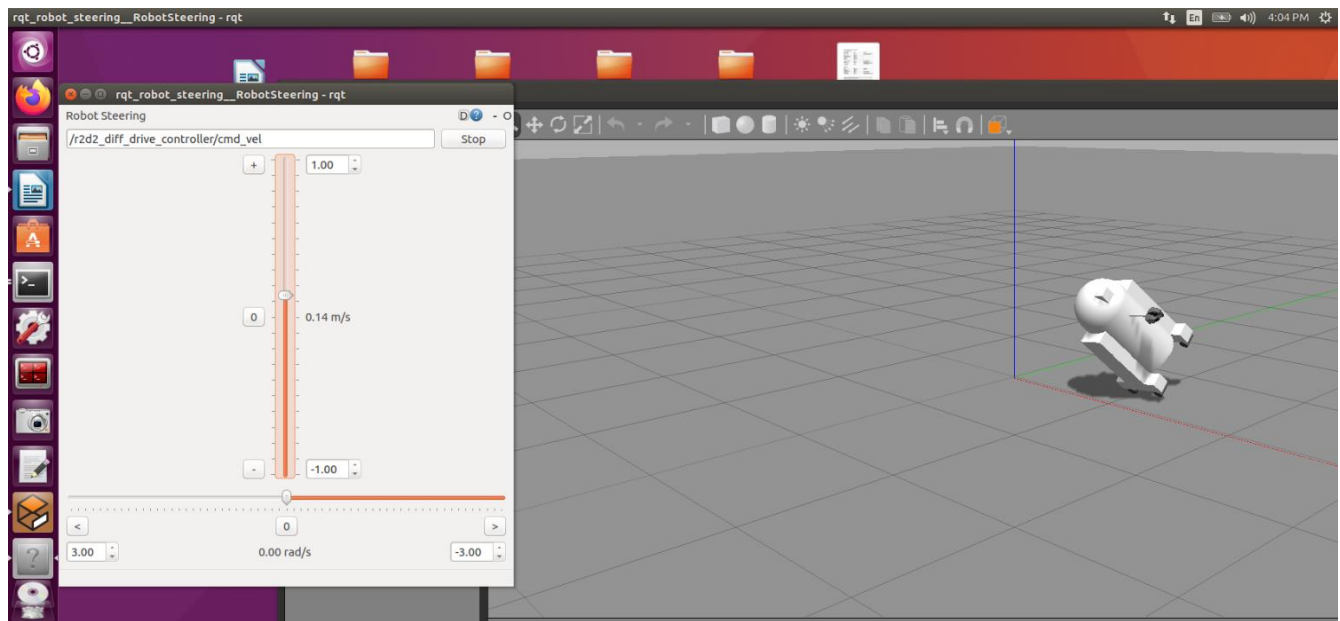 rqt_robot_steering__RobotSteering - rqt
En
4:04 PM
rqt_robot_steering__RobotSteering - rqt
Robot Steering
D
- O
/r2d2_diff_drive_controller/cmd_vel
Stop
+
1.00
0
0.14 m/s
-
-1.00
<
0
>
3.00
0.00 rad/s
-3.00